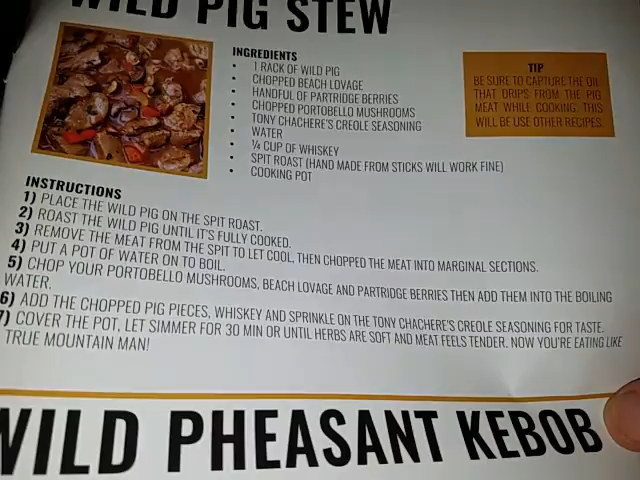 WILD PIG STEW
INGREDIENTS
• 1 RACK OF WILD PIG
• CHOPPED BEACH LOVAGE
• HANDFUL OF PARTRIDGE BERRIES
• CHOPPED PORTOBELLO MUSHROOMS
• TONY CHACHERE'S CREOLE SEASONING
• WATER
• ¼ CUP OF WHISKEY
• SPIT ROAST (HAND MADE FROM STICKS WILL WORK FINE)
• COOKING POT
TIP
BE SURE TO CAPTURE THE OIL
THAT DRIPS FROM THE PIG
MEAT WHILE COOKING. THIS
WILL BE USE OTHER RECIPES.
INSTRUCTIONS
1) PLACE THE WILD PIG ON THE SPIT ROAST.
2) ROAST THE WILD PIG UNTIL IT'S FULLY COOKED.
3) REMOVE THE MEAT FROM THE SPIT TO LET COOL, THEN CHOPPED THE MEAT INTO MARGINAL SECTIONS.
4) PUT A POT OF WATER ON TO BOIL.
5) CHOP YOUR PORTOBELLO MUSHROOMS, BEACH LOVAGE AND PARTRIDGE BERRIES THEN ADD THEM INTO THE BOILING
WATER.
6) ADD THE CHOPPED PIG PIECES, WHISKEY AND SPRINKLE ON THE TONY CHACHERE'S CREOLE SEASONING FOR TASTE.
7) COVER THE POT, LET SIMMER FOR 30 MIN OR UNTIL HERBS ARE SOFT AND MEAT FEELS TENDER. NOW YOU'RE EATING LIKE
TRUE MOUNTAIN MAN!
WILD PHEASANT KEBOB